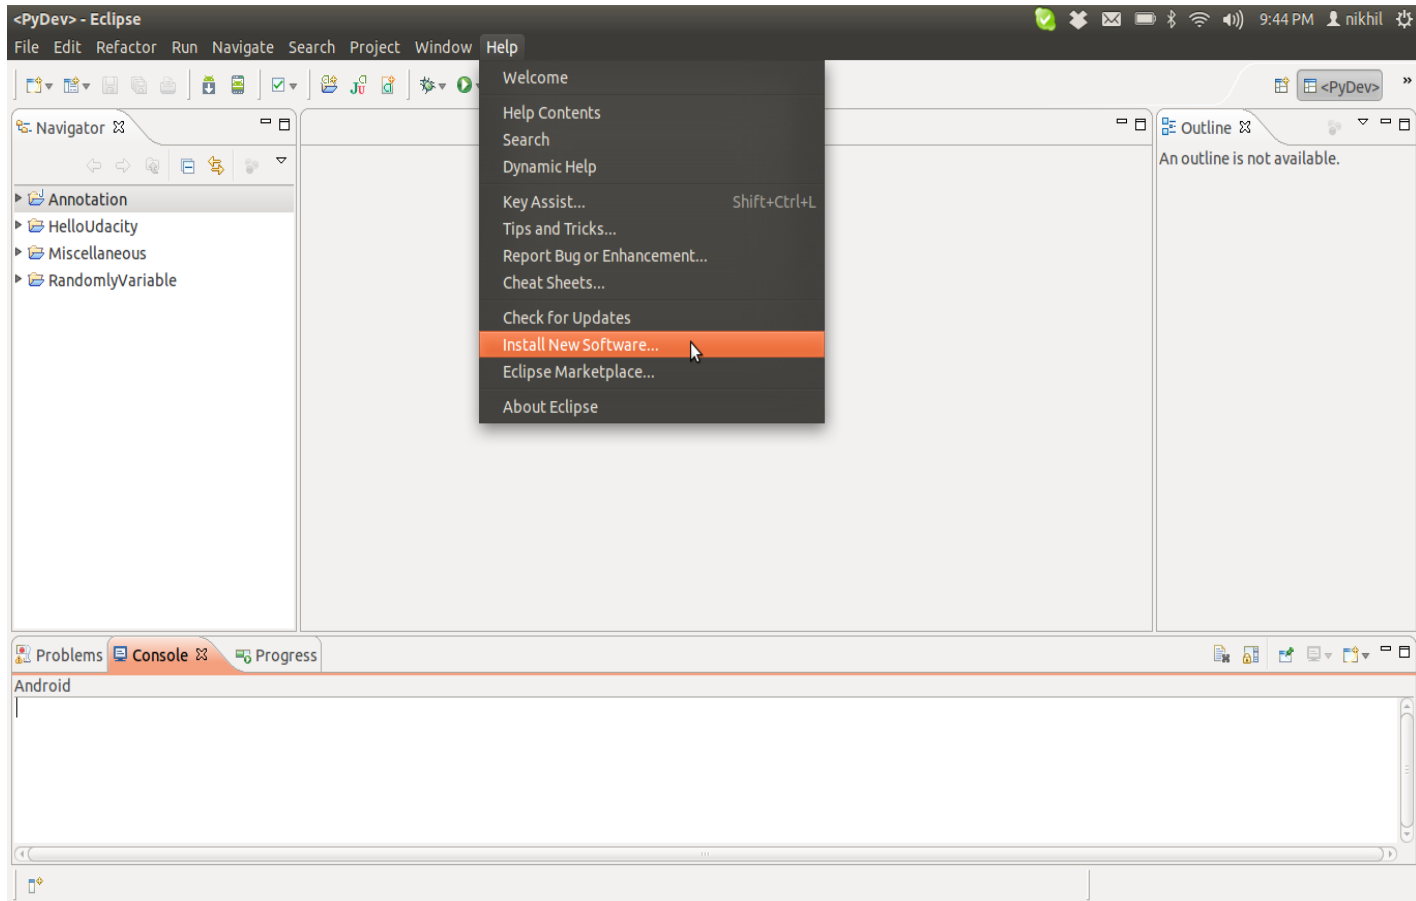 <PyDev> - Eclipse
9:44 PM nikhil
File Edit Refactor Run Navigate Search Project Window Help
<PyDev>
Navigator
Annotation
HelloUdacity
Miscellaneous
RandomlyVariable
Welcome
Help Contents
Search
Dynamic Help
Key Assist... Shift+Ctrl+L
Tips and Tricks...
Report Bug or Enhancement...
Cheat Sheets...
Check for Updates
Install New Software...
Eclipse Marketplace...
About Eclipse
Outline
An outline is not available.
Problems Console Progress
Android